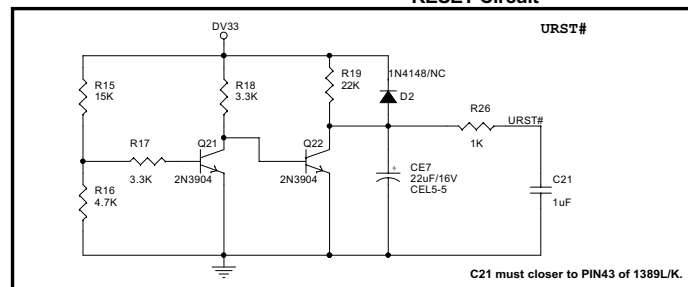 RESET Circuit
URST#
DV33
R15
15K
R18
3.3K
R19
22K
1N4148/NC
D2
R26
1K
URST#
R17
3.3K
Q21
2N3904
Q22
2N3904
R16
4.7K
+
CE7
22uF/16V
CEL5-5
C21
1uF
C21 must closer to PIN43 of 1389L/K.